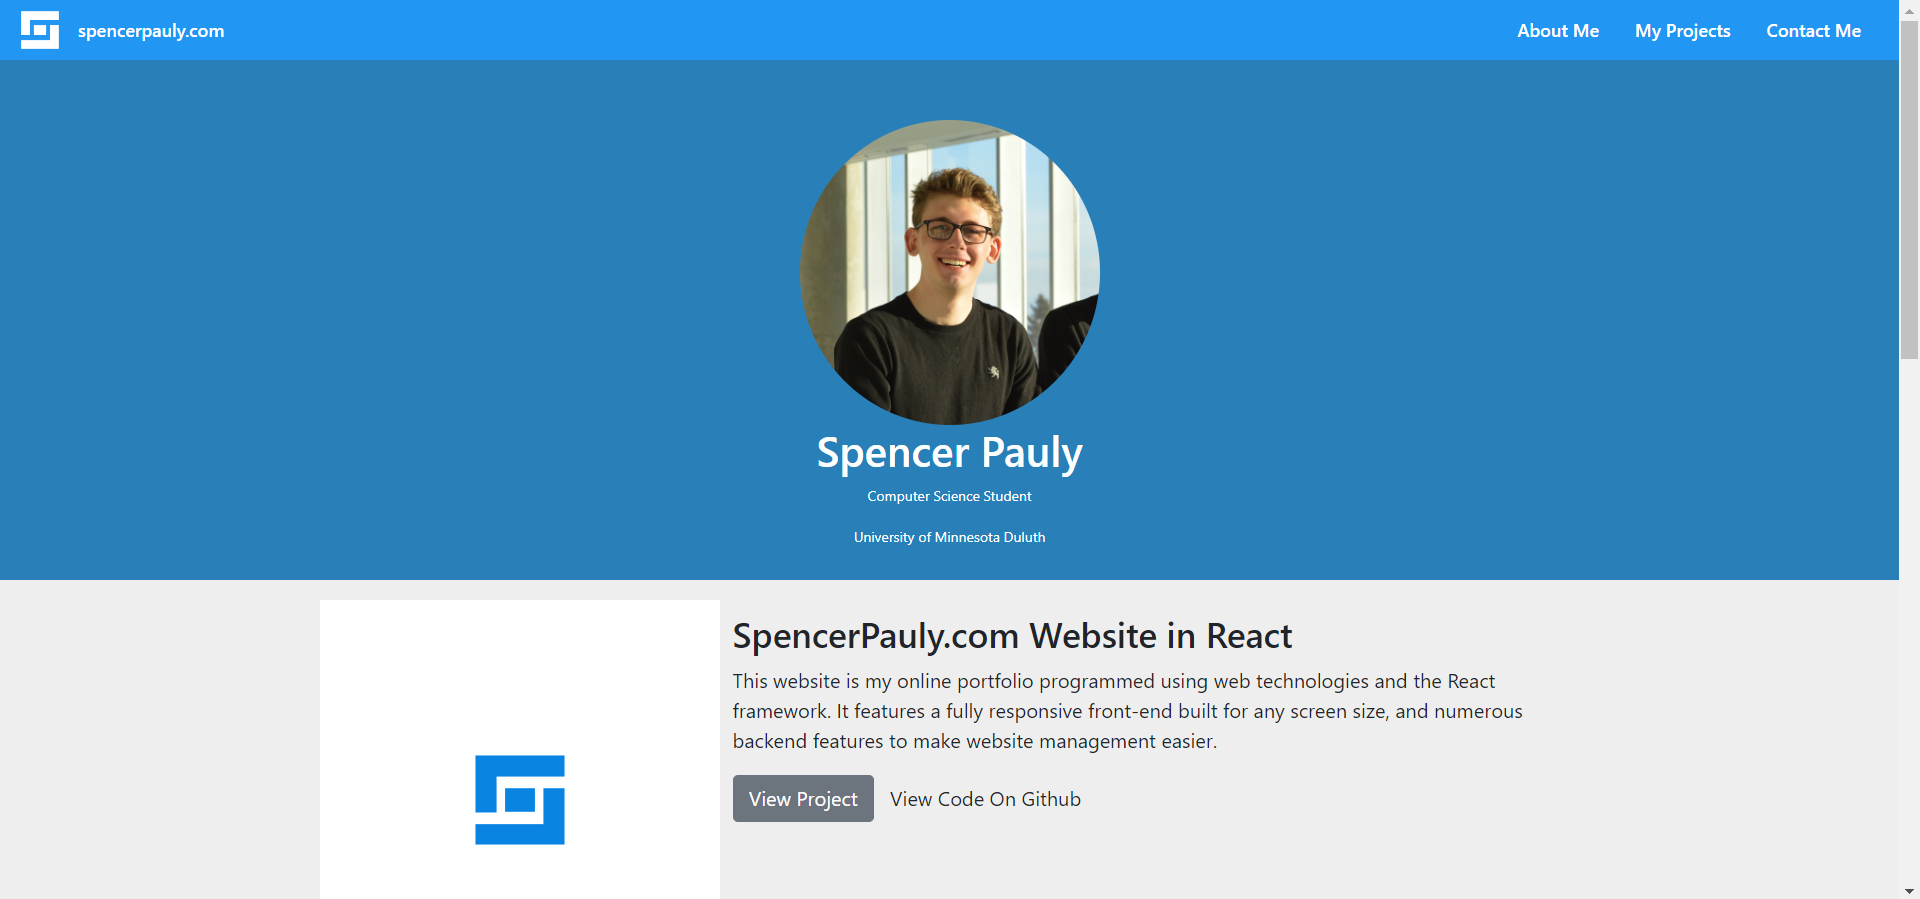 spencerpauly.com
About Me
My Projects
Contact Me
Spencer Pauly
Computer Science Student
University of Minnesota Duluth
SpencerPauly.com Website in React
This website is my online portfolio programmed using web technologies and the React
framework. It features a fully responsive front-end built for any screen size, and numerous
backend features to make website management easier.
View Project
View Code On Github